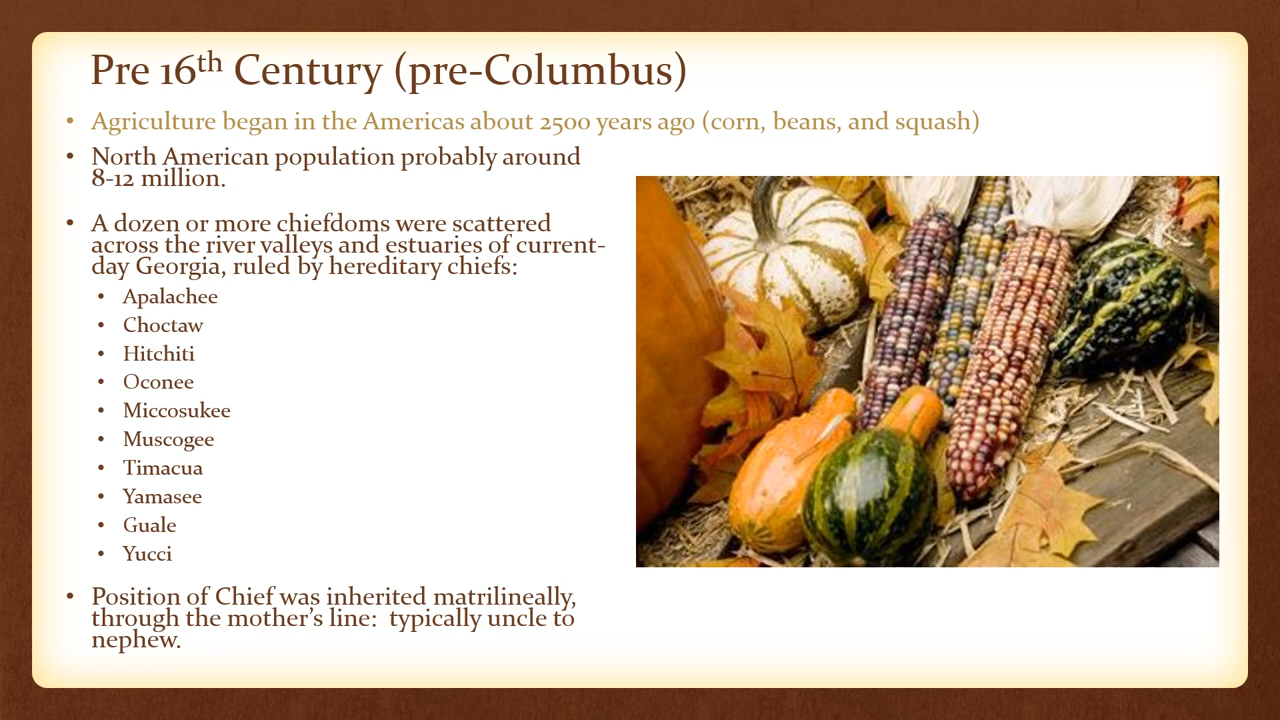 Pre 16th Century (pre-Columbus)
• Agriculture began in the Americas about 2500 years ago (corn, beans, and squash)
• North American population probably around
8-12 million.
• A dozen or more chiefdoms were scattered
across the river valleys and estuaries of current-
day Georgia, ruled by hereditary chiefs:
• Apalachee
• Choctaw
• Hitchiti
• Oconee
• Miccosukee
• Muscogee
• Timacua
• Yamasee
• Guale
• Yucci
• Position of Chief was inherited matrilineally,
through the mother's line:  typically uncle to
nephew.